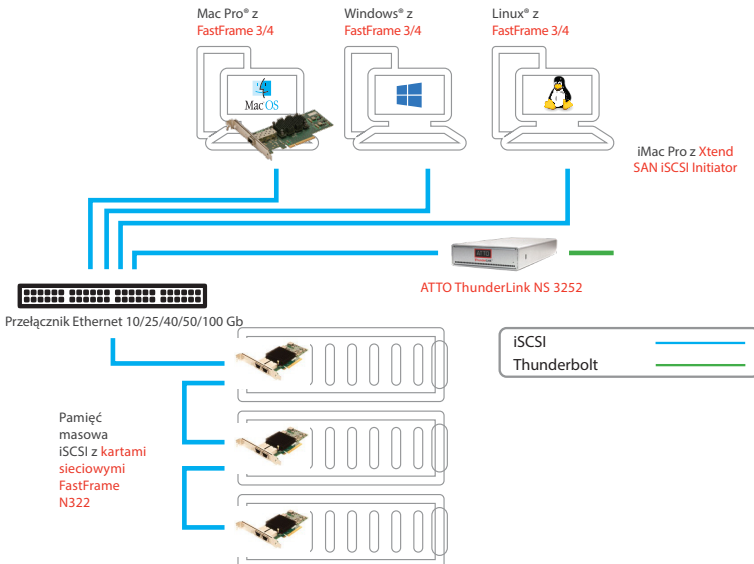 Mac Pro® z
FastFrame 3/4
Windows® z
FastFrame 3/4
Linux® z
FastFrame 3/4
Mac OS
iMac Pro z Xtend
SAN iSCSI Initiator
ATTO
ATTO ThunderLink NS 3252
Przełącznik Ethernet 10/25/40/50/100 Gb
iSCSI
Thunderbolt
Pamięć
masowa
iSCSI z kartami
sieciowymi
FastFrame
N322